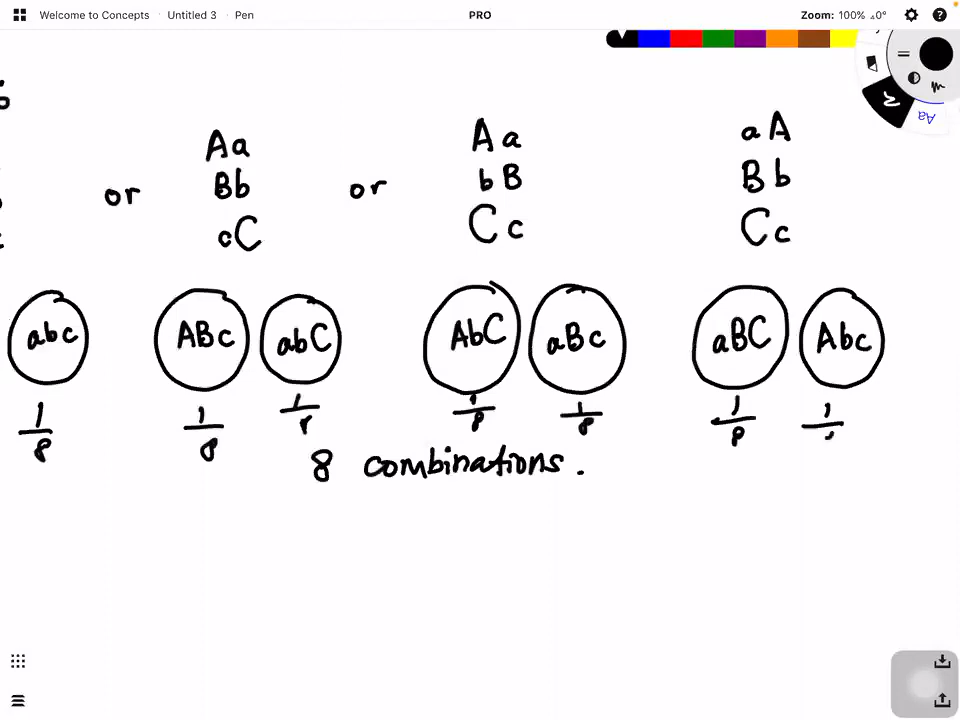 Welcome to Concepts · Untitled 3 · Pen PRO Zoom: 100% 0°
Aa Aa aA
or Bb or bB Bb
cC Cc Cc
abc ABc abC AbC aBc aBC Abc
1/8 1/8 1/8 1/8 1/8 1/8
8 combinations.
Aa